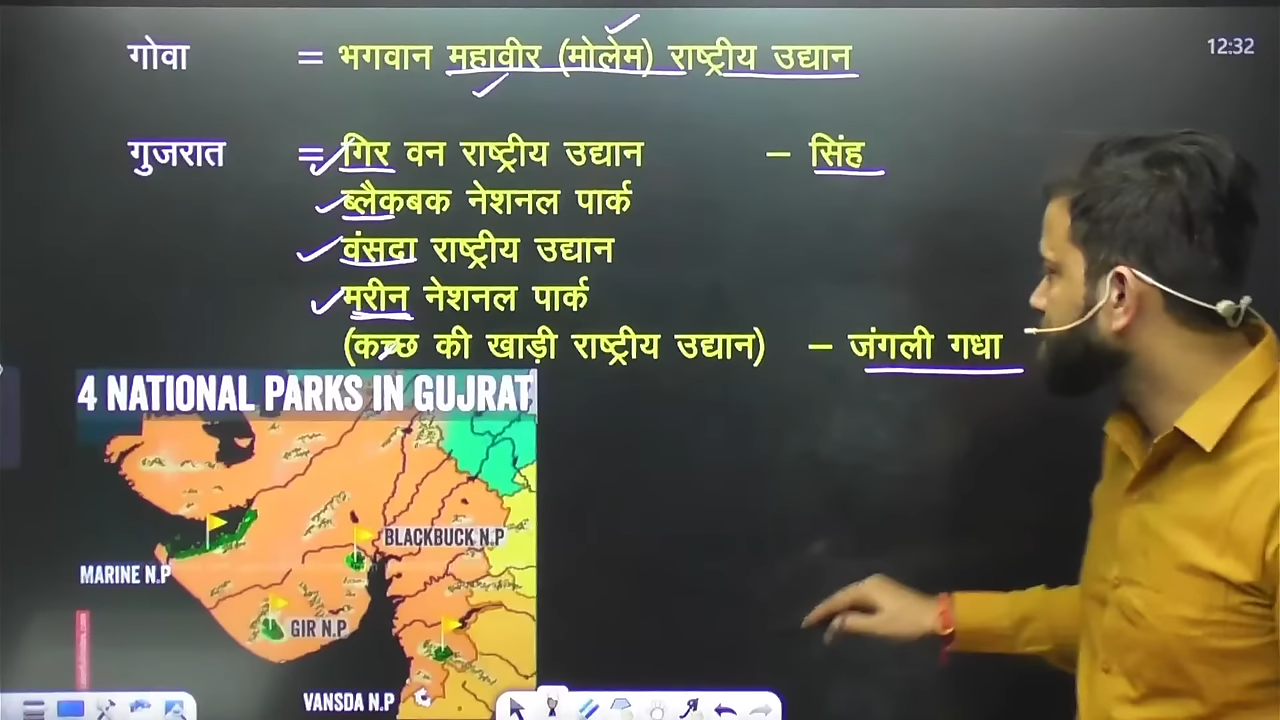 12:32
गोवा = भगवान महावीर (मोलेम) राष्ट्रीय उद्यान
गुजरात = गिर वन राष्ट्रीय उद्यान – सिंह
ब्लैकबक नेशनल पार्क
वंसदा राष्ट्रीय उद्यान
मरीन नेशनल पार्क
(कच्छ की खाड़ी राष्ट्रीय उद्यान) – जंगली गधा
4 NATIONAL PARKS IN GUJRAT
BLACKBUCK N.P
MARINE N.P
GIR N.P
VANSDA N.P